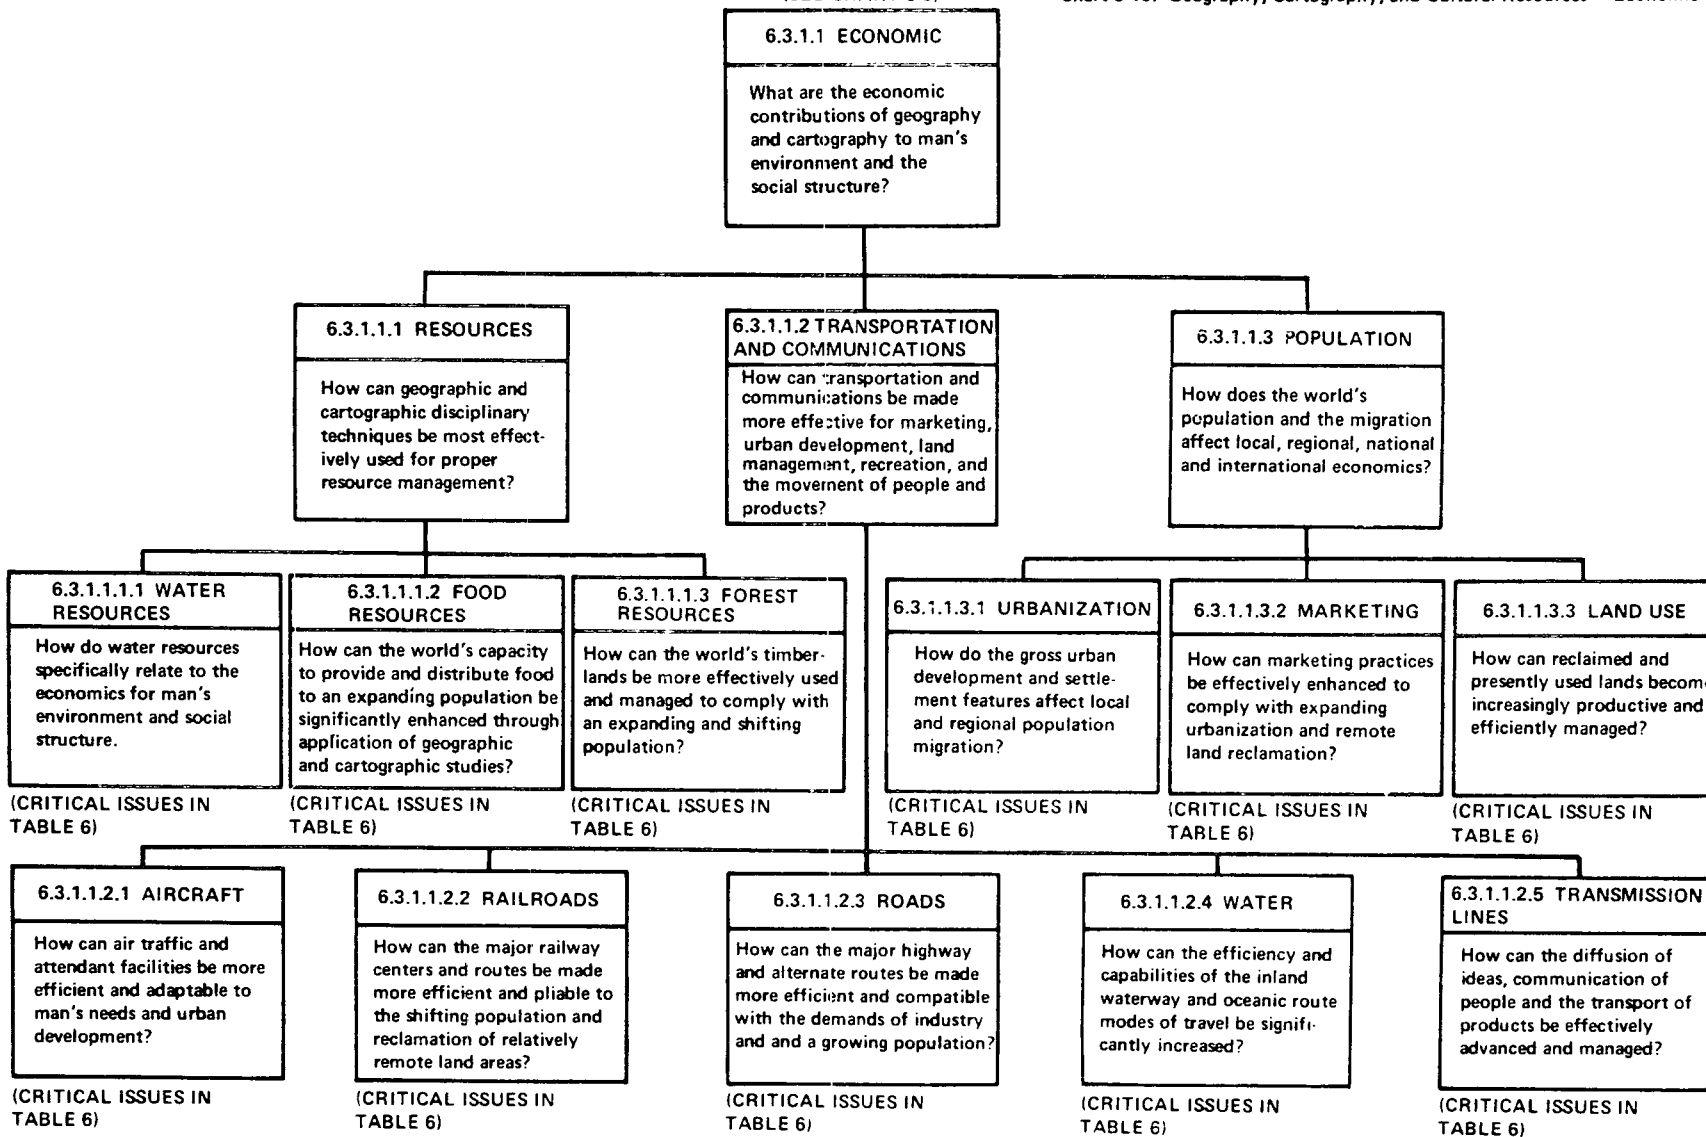 Geography, Cartography, and Cultural Resources
6.3.1.1 ECONOMIC
What are the economic
contributions of geography
and cartography to man's
environment and the
social structure?
6.3.1.1.1 RESOURCES
How can geographic and
cartographic disciplinary
techniques be most effect-
ively used for proper
resource management?
6.3.1.1.2 TRANSPORTATION
AND COMMUNICATIONS
How can transportation and
communications be made
more effective for marketing,
urban development, land
management, recreation, and
the movement of people and
products?
6.3.1.1.3 POPULATION
How does the world's
population and the migration
affect local, regional, national
and international economics?
6.3.1.1.1.1 WATER
RESOURCES
How do water resources
specifically relate to the
economics for man's
environment and social
structure.
(CRITICAL ISSUES IN
TABLE 6)
6.3.1.1.1.2 FOOD
RESOURCES
How can the world's capacity
to provide and distribute food
to an expanding population be
significantly enhanced through
application of geographic
and cartographic studies?
(CRITICAL ISSUES IN
TABLE 6)
6.3.1.1.1.3 FOREST
RESOURCES
How can the world's timber-
lands be more effectively used
and managed to comply with
an expanding and shifting
population?
(CRITICAL ISSUES IN
TABLE 6)
6.3.1.1.3.1 URBANIZATION
How do the gross urban
development and settle-
ment features affect local
and regional population
migration?
(CRITICAL ISSUES IN
TABLE 6)
6.3.1.1.3.2 MARKETING
How can marketing practices
be effectively enhanced to
comply with expanding
urbanization and remote
land reclamation?
(CRITICAL ISSUES IN
TABLE 6)
6.3.1.1.3.3 LAND USE
How can reclaimed and
presently used lands become
increasingly productive and
efficiently managed?
(CRITICAL ISSUES IN
TABLE 6)
6.3.1.1.2.1 AIRCRAFT
How can air traffic and
attendant facilities be more
efficient and adaptable to
man's needs and urban
development?
(CRITICAL ISSUES IN
TABLE 6)
6.3.1.1.2.2 RAILROADS
How can the major railway
centers and routes be made
more efficient and pliable to
the shifting population and
reclamation of relatively
remote land areas?
(CRITICAL ISSUES IN
TABLE 6)
6.3.1.1.2.3 ROADS
How can the major highway
and alternate routes be made
more efficient and compatible
with the demands of industry
and and a growing population?
(CRITICAL ISSUES IN
TABLE 6)
6.3.1.1.2.4 WATER
How can the efficiency and
capabilities of the inland
waterway and oceanic route
modes of travel be signifi-
cantly increased?
(CRITICAL ISSUES IN
TABLE 6)
6.3.1.1.2.5 TRANSMISSION
LINES
How can the diffusion of
ideas, communication of
people and the transport of
products be effectively
advanced and managed?
(CRITICAL ISSUES IN
TABLE 6)